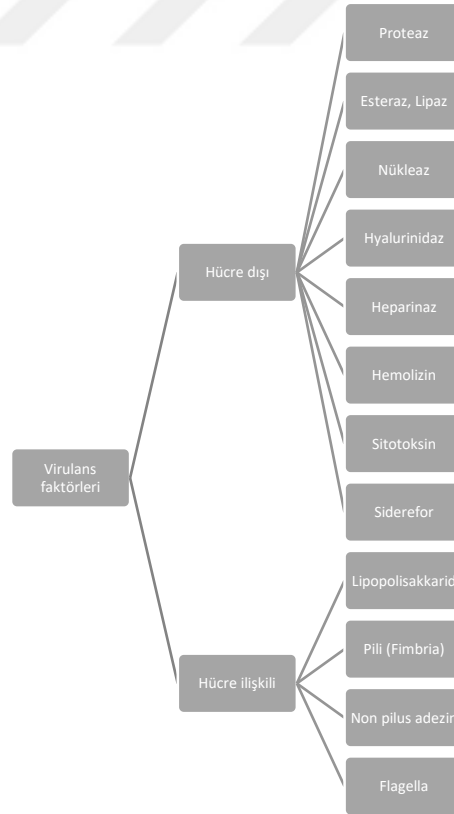 Virulans
faktörleri
Hücre dışı
Proteaz
Esteraz, Lipaz
Nükleaz
Hyalurinidaz
Heparinaz
Hemolizin
Sitotoksin
Siderefor
Hücre ilişkili
Lipopolisakkarid
Pili (Fimbria)
Non pilus adezin
Flagella